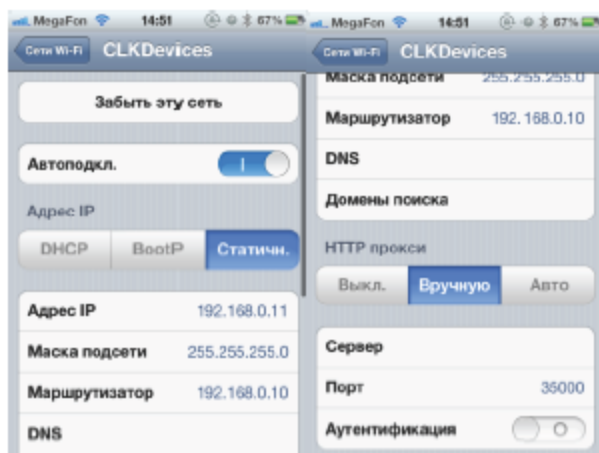 MegaFon 14:51 67%
Сети Wi-Fi CLKDevices
Забыть эту сеть
Автоподкл.
Адрес IP
DHCP BootP Статичн.
Адрес IP 192.168.0.11
Маска подсети 255.255.255.0
Маршрутизатор 192.168.0.10
DNS
MegaFon 14:51 67%
Сети Wi-Fi CLKDevices
Маска подсети 255.255.255.0
Маршрутизатор 192.168.0.10
DNS
Домены поиска
HTTP прокси
Выкл. Вручную Авто
Сервер
Порт 35000
Аутентификация